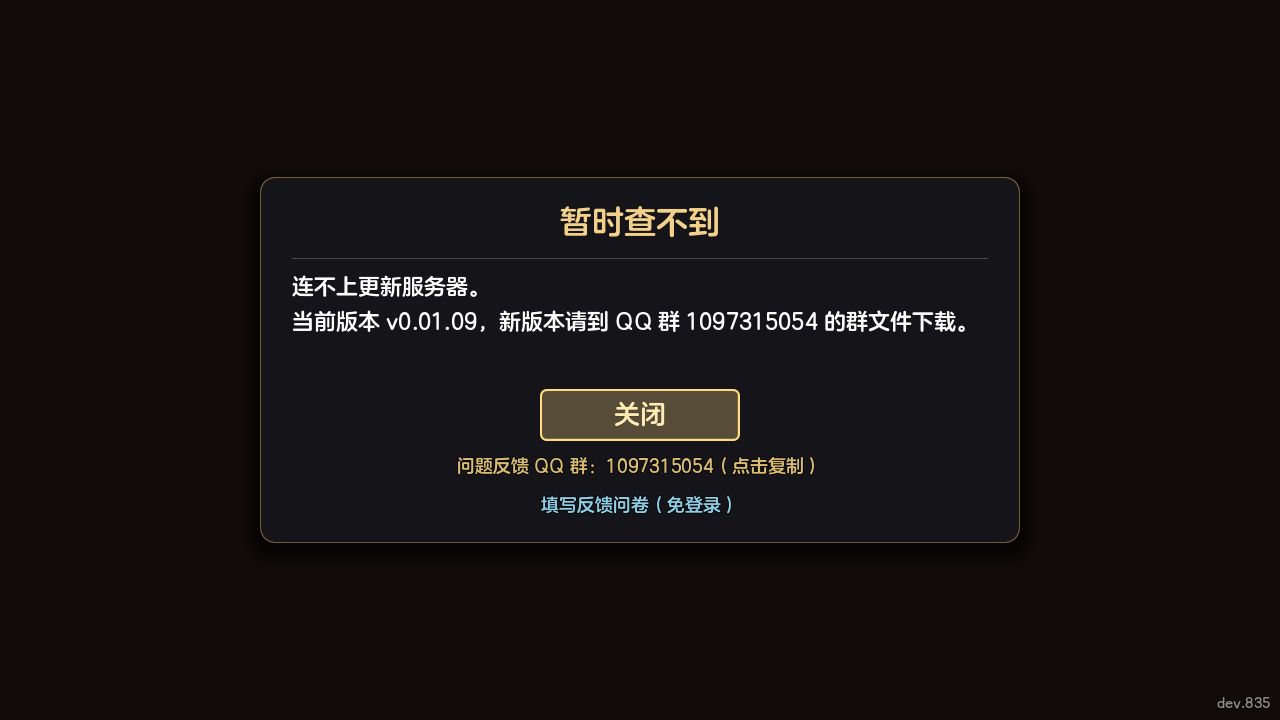 暂时查不到
连不上更新服务器。
当前版本 v0.01.09，新版本请到 QQ 群 1097315054 的群文件下载。
关闭
问题反馈 QQ 群：1097315054（点击复制）
填写反馈问卷（免登录）
dev.835